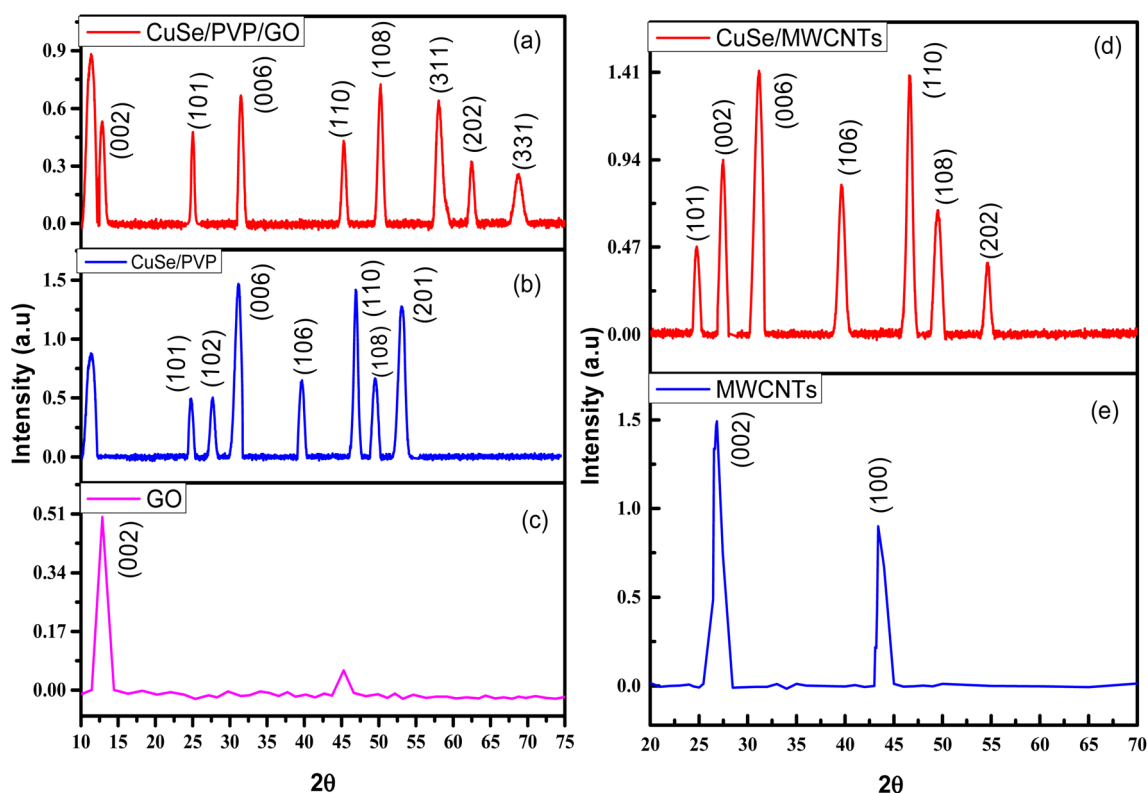 CuSe/PVP/GO
(a)
0.9
0.6
0.3
0.0
(002)
(101)
(006)
(110)
(108)
(311)
(202)
(331)
CuSe/PVP
(b)
1.5
1.0
0.5
0.0
(101)
(102)
(006)
(106)
(110)
(108)
(201)
GO
(c)
0.51
0.34
0.17
0.00
(002)
10 15 20 25 30 35 40 45 50 55 60 65 70 75
2θ
Intensity (a.u)
CuSe/MWCNTs
(d)
1.41
0.94
0.47
0.00
(101)
(002)
(006)
(106)
(110)
(108)
(202)
MWCNTs
(e)
1.5
1.0
0.5
0.0
(002)
(100)
20 25 30 35 40 45 50 55 60 65 70
2θ
Intensity (a.u)